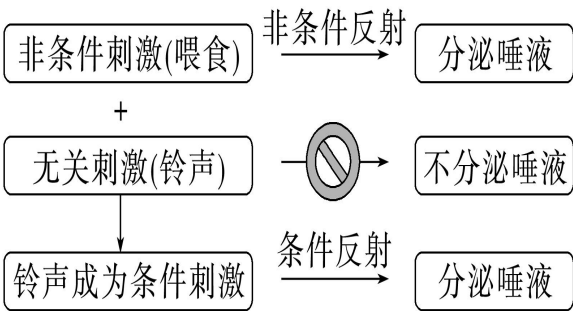 非条件刺激(喂食)
非条件反射
分泌唾液
+
无关刺激(铃声)
不分泌唾液
铃声成为条件刺激
条件反射
分泌唾液